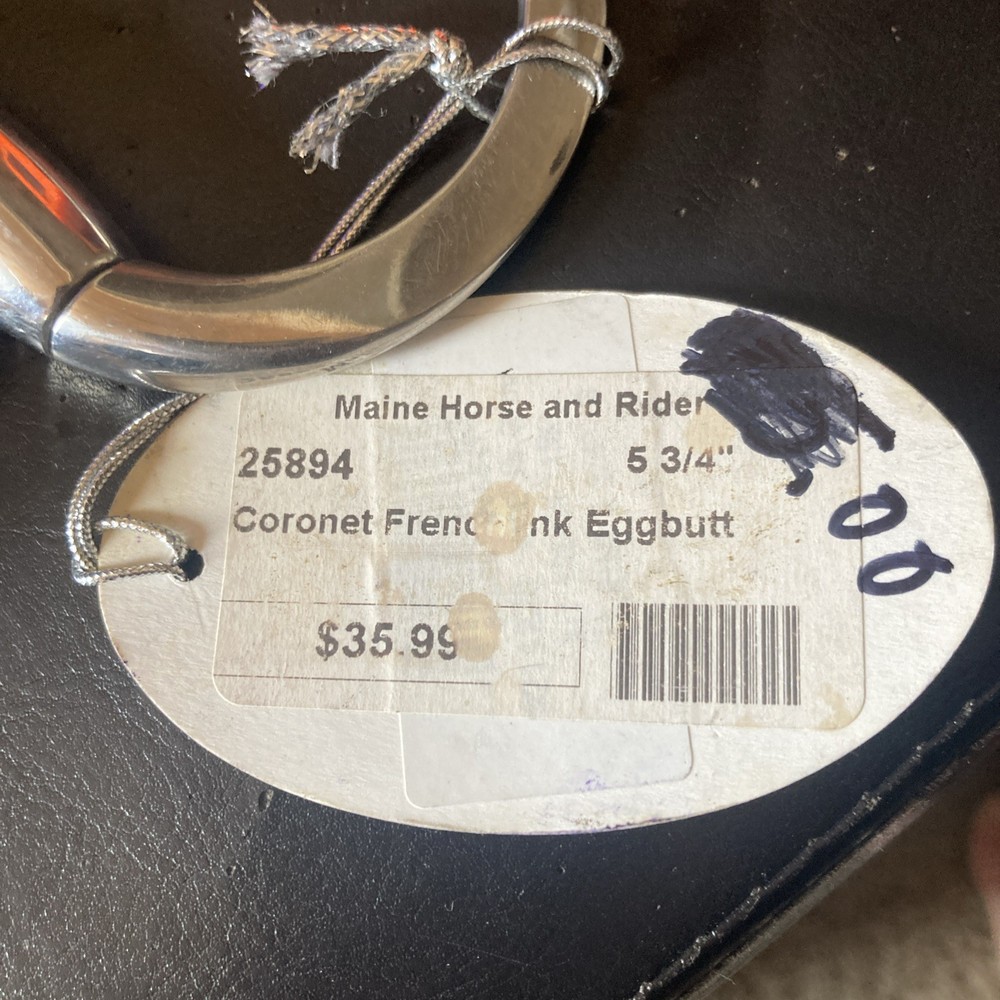 Maine Horse and Rider
25894 5 3/4"
Coronet French Link Eggbutt
$35.99
00